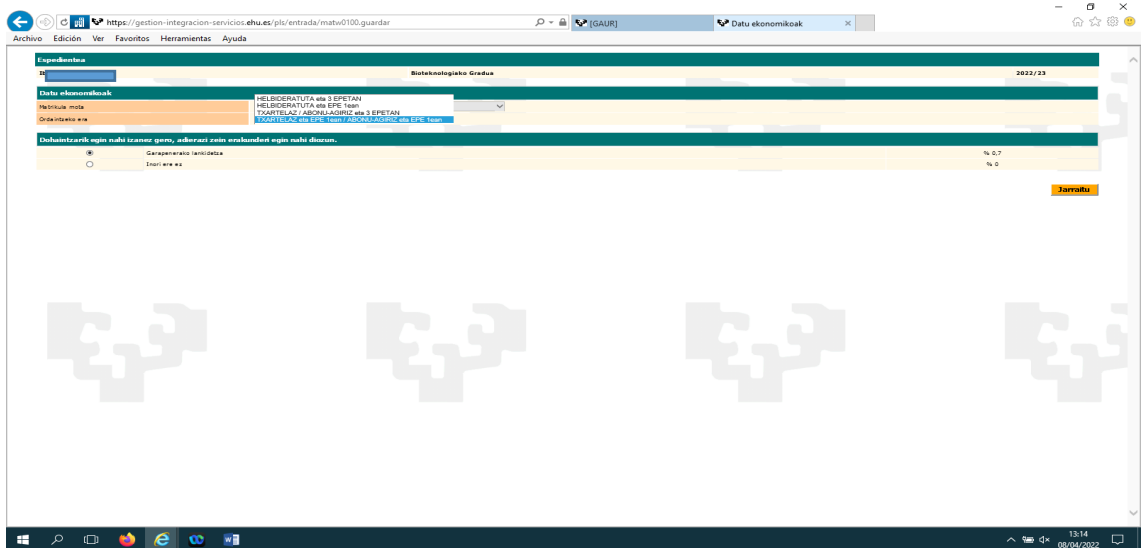 https://gestion-integracion-servicios.ehu.es/pls/entrada/matw0100.guardar
[GAUR]
Datu ekonomikoak
Archivo Edición Ver Favoritos Herramientas Ayuda
Espedientea
Bioteknologiako Gradua 2022/23
Datu ekonomikoak
Matrikula mota
HELBIDERATUTA eta 3 EPETAN
HELBIDERATUTA eta EPE 1ean
TXARTELAZ / ABONU-AGIRIZ eta 3 EPETAN
Ordaintzeko era
TXARTELAZ eta EPE 1ean / ABONU-AGIRIZ eta EPE 1ean
Dohaintzarik egin nahi izanez gero, adierazi zein erakunderi egin nahi diozun.
Garapenerako lankidetza % 0,7
Inori ere ez % 0
Jarraitu
13:14
08/04/2022